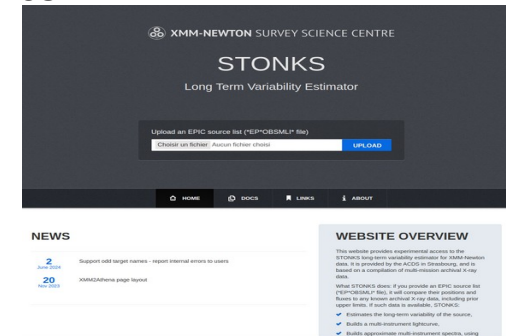 XMM-NEWTON SURVEY SCIENCE CENTRE
STONKS
Long Term Variability Estimator
Upload an EPIC source list (*EP*OBSMLI* file)
Choisir un fichier Aucun fichier choisi
UPLOAD
HOME DOCS LINKS ABOUT
NEWS
2
June 2024
Support odd target names - report internal errors to users
20
Nov 2023
XMM2Athena page layout
WEBSITE OVERVIEW
This website provides experimental access to the
STONKS long-term variability estimator for XMM-Newton
data. It is provided by the ACDS in Strasbourg, and is
based on a compilation of multi-mission archival X-ray
data.
What STONKS does: if you provide an EPIC source list
(*EP*OBSMLI* file), it will compare their positions and
fluxes to any known archival X-ray data, including prior
upper limits. If such data is available, STONKS:
Estimates the long-term variability of the source,
Builds a multi-instrument lightcurve,
Builds approximate multi-instrument spectra, using